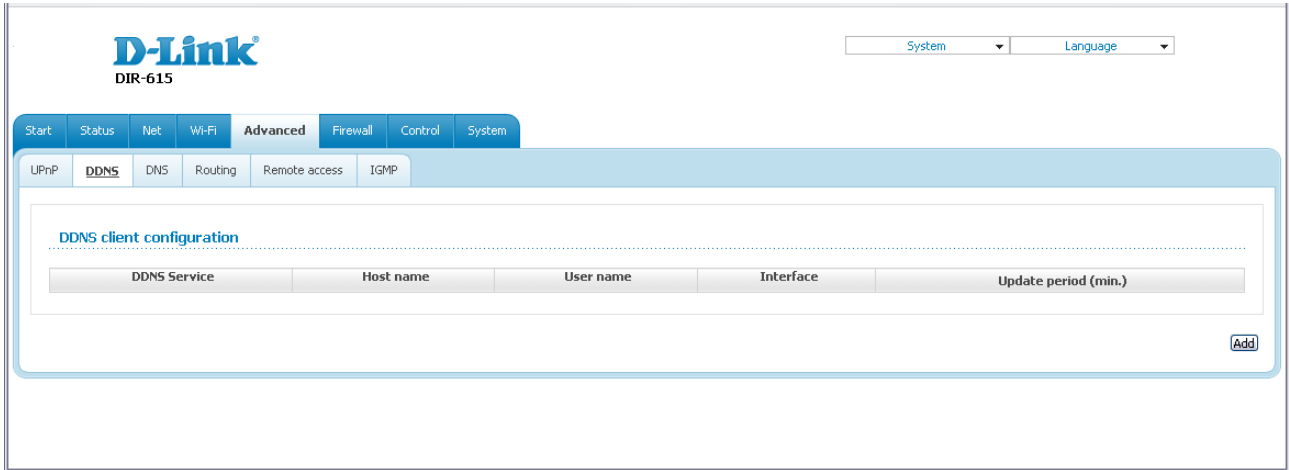 D-Link®
DIR-615
System Language
Start Status Net Wi-Fi Advanced Firewall Control System
UPnP DDNS DNS Routing Remote access IGMP
DDNS client configuration
DDNS Service Host name User name Interface Update period (min.)
Add